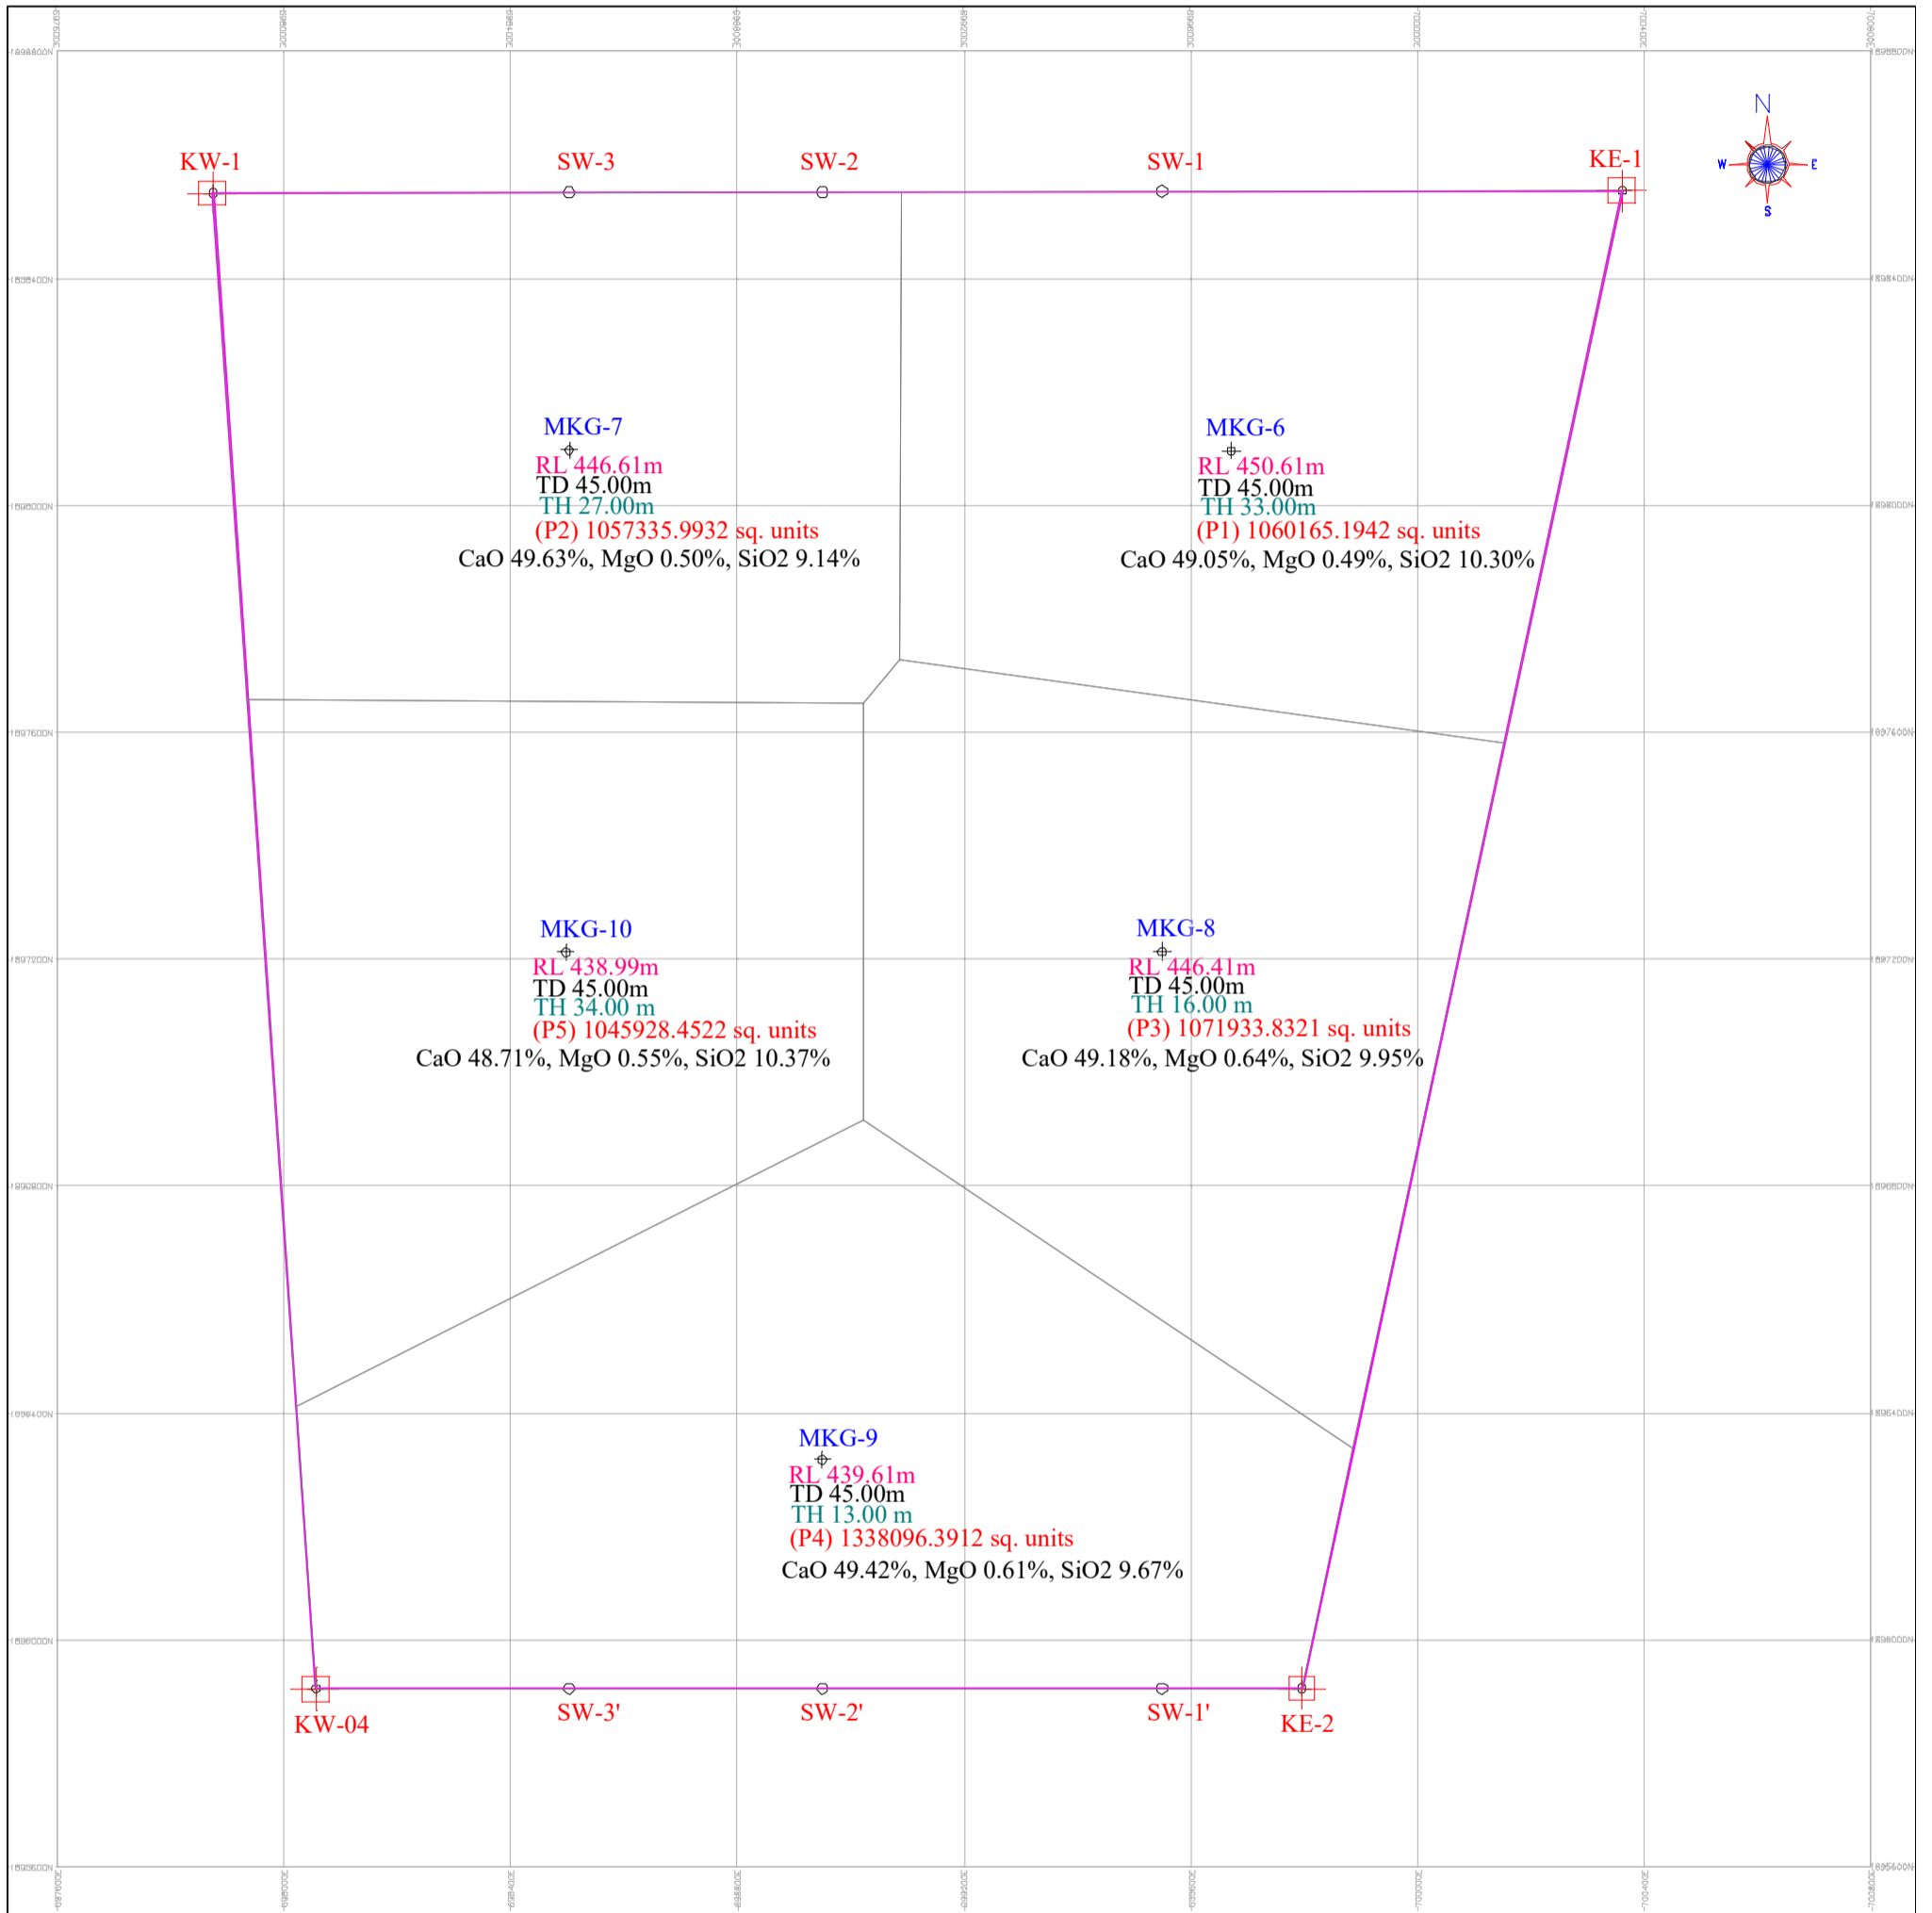 N
W
E
S
KW-1
SW-3
SW-2
SW-1
KE-1
MKG-7
RL 446.61m
TD 45.00m
TH 27.00m
(P2) 1057335.9932 sq. units
CaO 49.63%, MgO 0.50%, SiO2 9.14%
MKG-6
RL 450.61m
TD 45.00m
TH 33.00m
(P1) 1060165.1942 sq. units
CaO 49.05%, MgO 0.49%, SiO2 10.30%
MKG-10
RL 438.99m
TD 45.00m
TH 34.00 m
(P5) 1045928.4522 sq. units
CaO 48.71%, MgO 0.55%, SiO2 10.37%
MKG-8
RL 446.41m
TD 45.00m
TH 16.00 m
(P3) 1071933.8321 sq. units
CaO 49.18%, MgO 0.64%, SiO2 9.95%
MKG-9
RL 439.61m
TD 45.00m
TH 13.00 m
(P4) 1338096.3912 sq. units
CaO 49.42%, MgO 0.61%, SiO2 9.67%
KW-04
SW-3'
SW-2'
SW-1'
KE-2